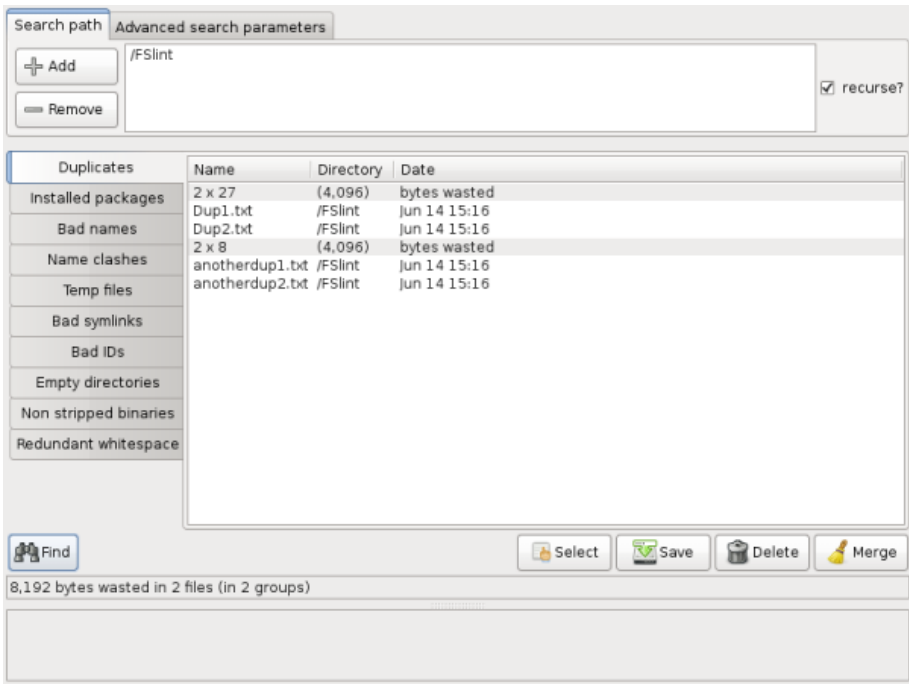 Search path Advanced search parameters
Add
/FSlint
recurse?
Remove
Duplicates
Installed packages
Bad names
Name clashes
Temp files
Bad symlinks
Bad IDs
Empty directories
Non stripped binaries
Redundant whitespace
Name Directory Date
2 x 27 (4,096) bytes wasted
Dup1.txt /FSlint Jun 14 15:16
Dup2.txt /FSlint Jun 14 15:16
2 x 8 (4,096) bytes wasted
anotherdup1.txt /FSlint Jun 14 15:16
anotherdup2.txt /FSlint Jun 14 15:16
Find Select Save Delete Merge
8,192 bytes wasted in 2 files (in 2 groups)